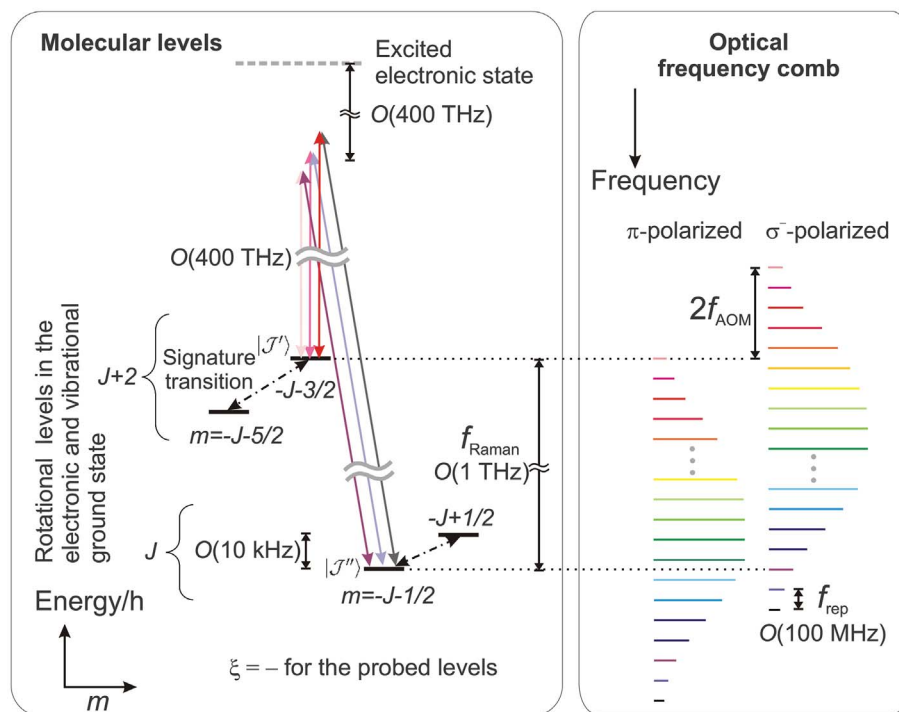 Molecular levels
Excited
electronic state
O(400 THz)
O(400 THz)
Rotational levels in the
electronic and vibrational
ground state
J+2
Signature
transition
|𝒥'⟩
-J-3/2
m=-J-5/2
f_Raman
O(1 THz)
J
O(10 kHz)
-J+1/2
|𝒥''⟩
m=-J-1/2
Energy/h
m
ξ = – for the probed levels
Optical
frequency comb
Frequency
π-polarized
σ⁻-polarized
2f_AOM
f_rep
O(100 MHz)